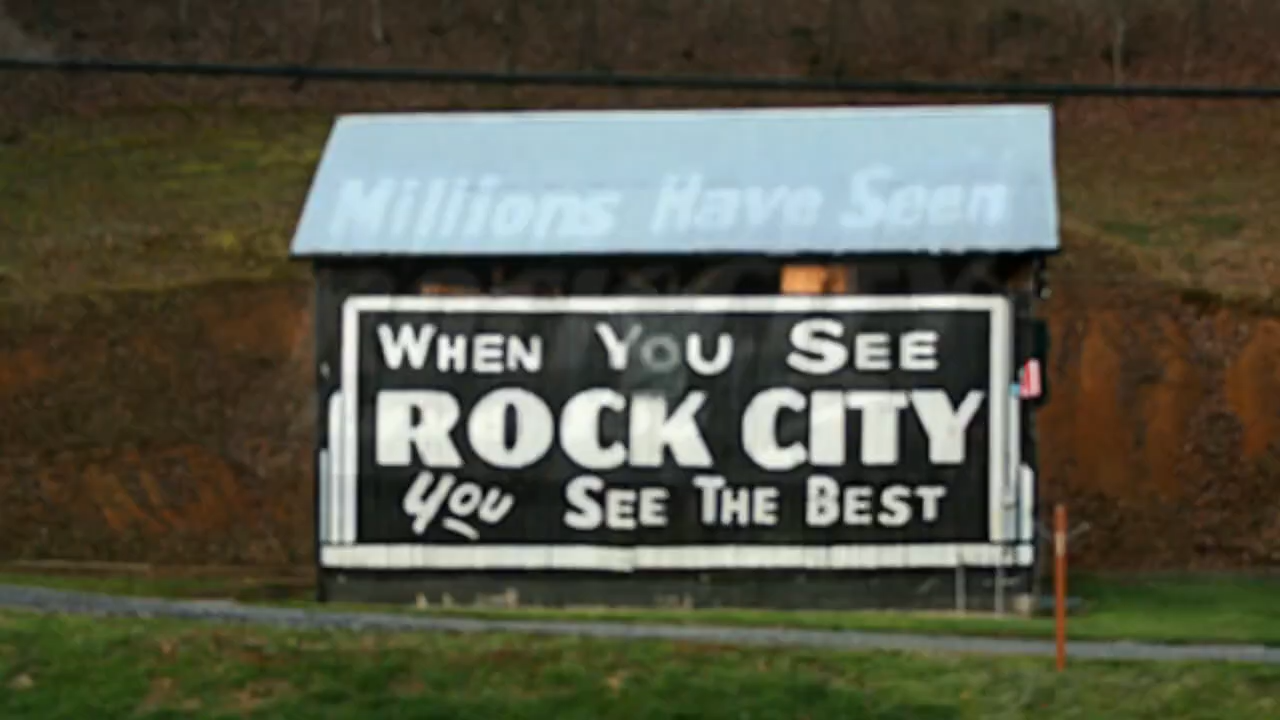 Millions Have Seen
WHEN YOU SEE
ROCK CITY
You SEE THE BEST